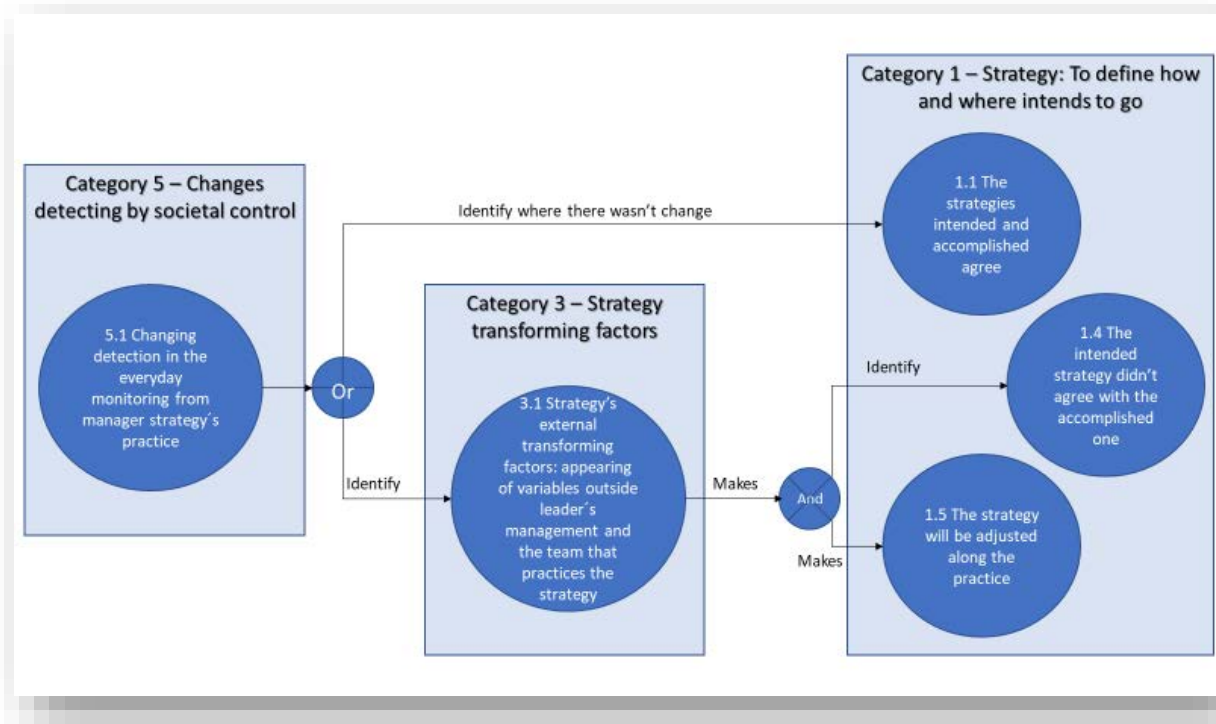 Category 5 – Changes
detecting by societal control
5.1 Changing
detection in the
everyday
monitoring from
manager strategy´s
practice
Or
Identify where there wasn't change
Identify
Category 3 – Strategy
transforming factors
3.1 Strategy's
external
transforming
factors: appearing
of variables outside
leader´s
management and
the team that
practices the
strategy
Makes
And
Identify
Makes
Category 1 – Strategy: To define how
and where intends to go
1.1 The
strategies
intended and
accomplished
agree
1.4 The
intended
strategy didn't
agree with the
accomplished
one
1.5 The strategy
will be adjusted
along the
practice